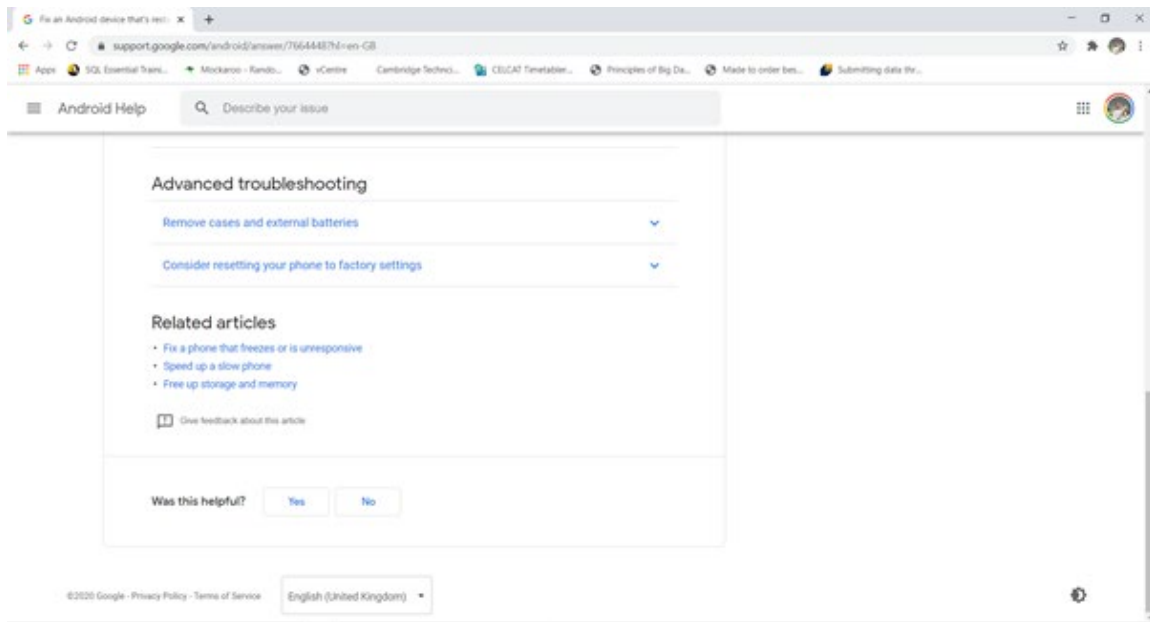 Fix an Android device that's rest
support.google.com/android/answer/7664448?hl=en-GB
Apps SQL Essential Traini... Mockaroo - Rando... vCentre Cambridge Technci... CELCAT Timetabler... Principles of Big Da... Made to order bes... Submitting data thr...
Android Help Describe your issue
Advanced troubleshooting
Remove cases and external batteries
Consider resetting your phone to factory settings
Related articles
• Fix a phone that freezes or is unresponsive
• Speed up a slow phone
• Free up storage and memory
Give feedback about this article
Was this helpful? Yes No
©2020 Google - Privacy Policy - Terms of Service English (United Kingdom)